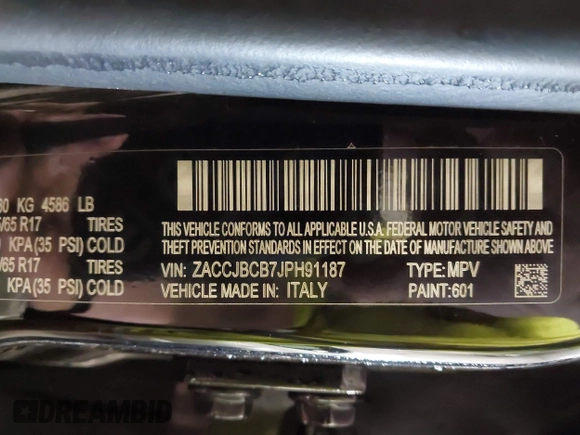 KG 4586 LB
/65 R17 TIRES
KPA (35 PSI) COLD
/65 R17 TIRES
KPA (35 PSI) COLD
THIS VEHICLE CONFORMS TO ALL APPLICABLE U.S.A. FEDERAL MOTOR VEHICLE SAFETY AND
THEFT PREVENTION STANDARDS IN EFFECT ON THE DATE OF MANUFACTURE SHOWN ABOVE
VIN: ZACCJBCB7JPH91187 TYPE: MPV
VEHICLE MADE IN: ITALY PAINT: 601
DREAMBID